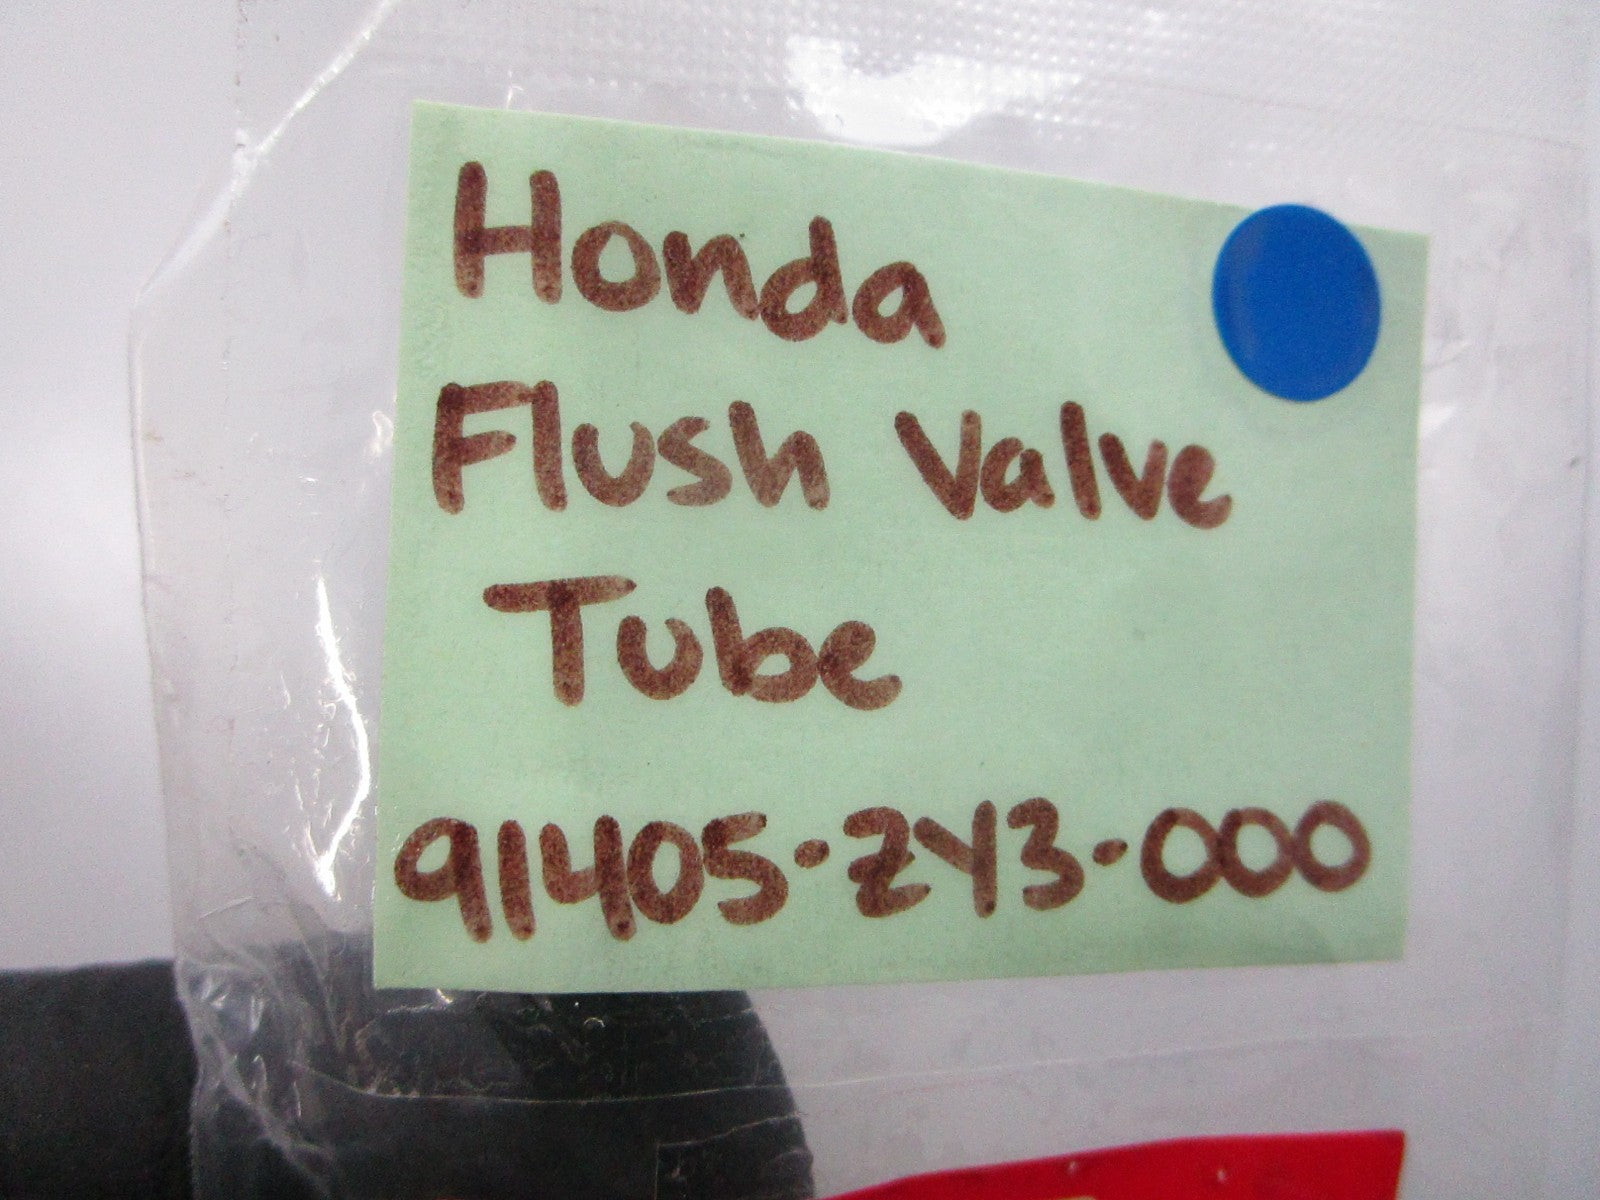 Honda
Flush Valve
Tube
91405-ZY3-000